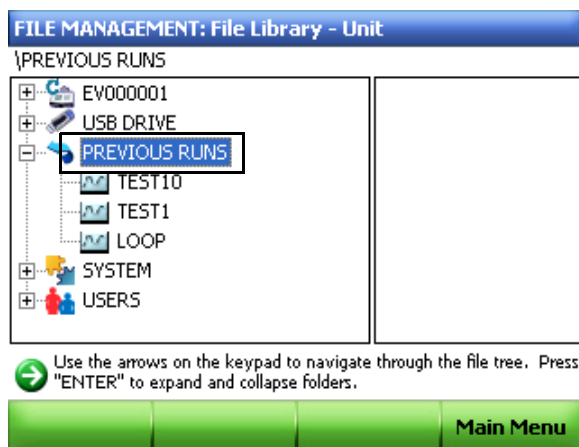 FILE MANAGEMENT: File Library - Unit
\PREVIOUS RUNS
EV000001
USB DRIVE
PREVIOUS RUNS
TEST10
TEST1
LOOP
SYSTEM
USERS
Use the arrows on the keypad to navigate through the file tree. Press
"ENTER" to expand and collapse folders.
Main Menu